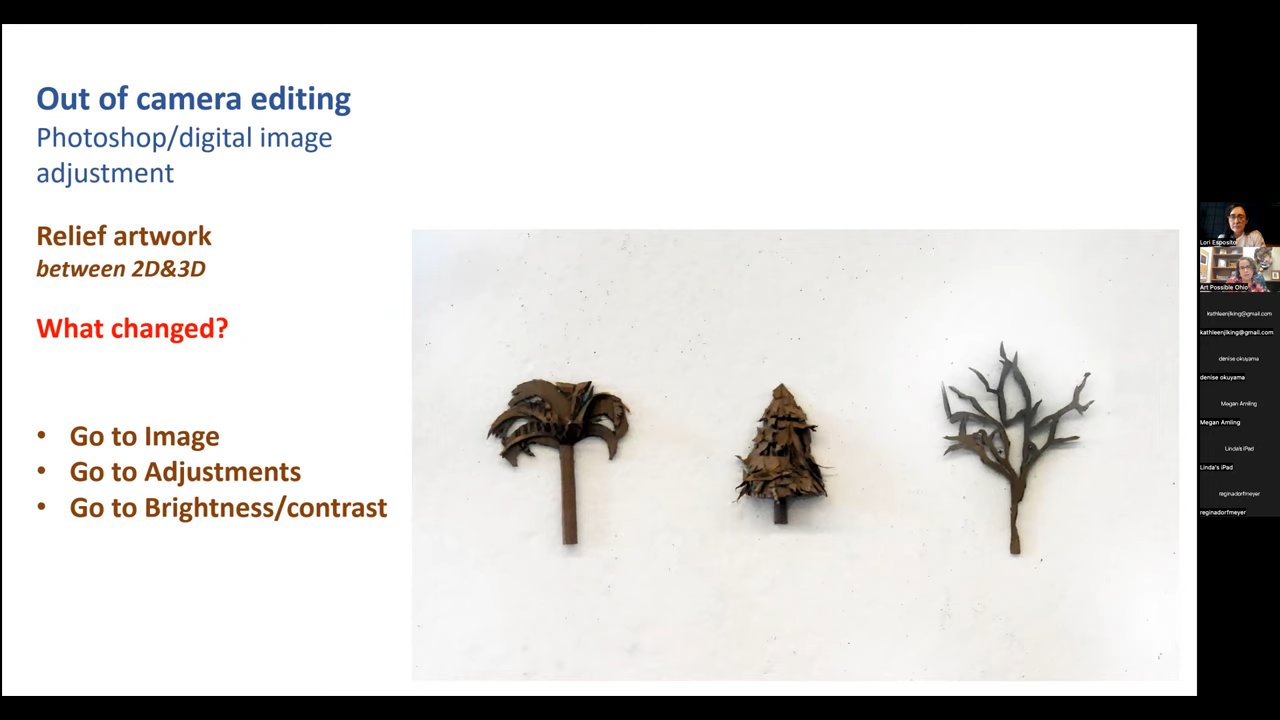 Out of camera editing
Photoshop/digital image
adjustment
Relief artwork
between 2D&3D
What changed?
• Go to Image
• Go to Adjustments
• Go to Brightness/contrast
Lori Esposito
Art Possible Ohio
kathleenjlking@gmail.com
kathleenjlking@gmail.com
denise okuyama
denise okuyama
Megan Amling
Megan Amling
Linda's iPad
Linda's iPad
reginadorfmeyer
reginadorfmeyer